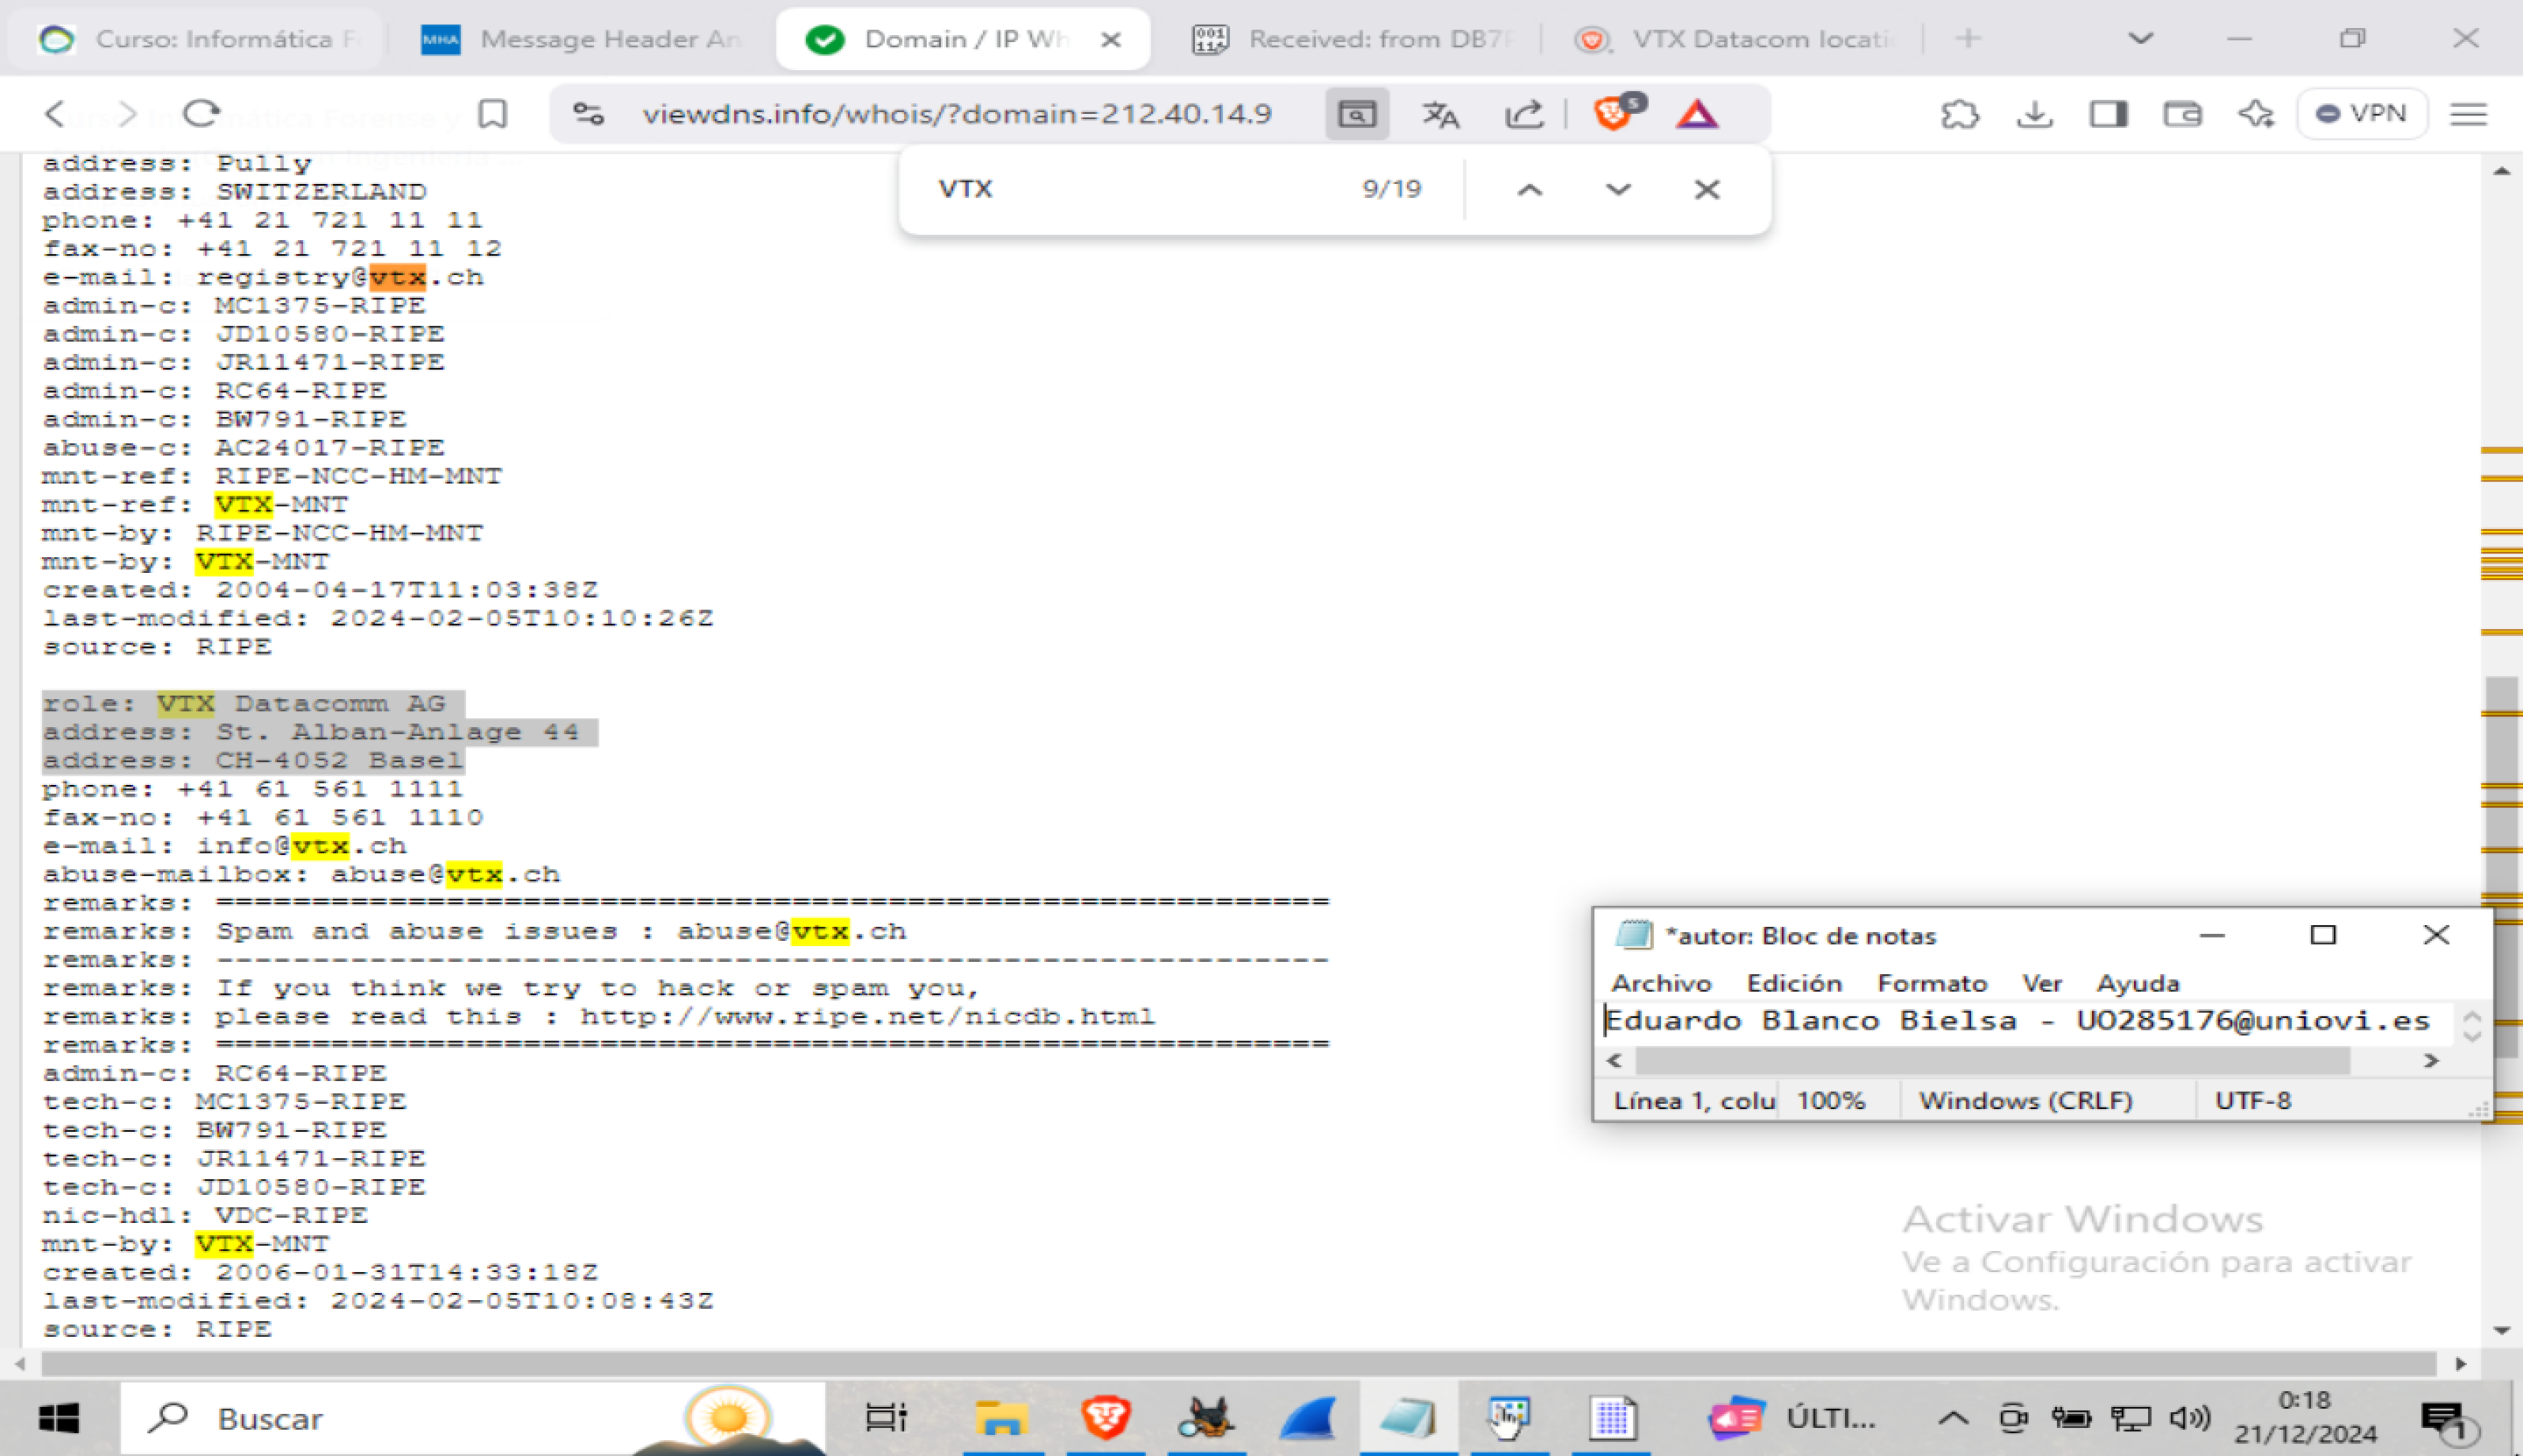 Curso: Informática F
MHA Message Header An
Domain / IP Wh
Received: from DB7F
VTX Datacom locati
viewdns.info/whois/?domain=212.40.14.9
5
VPN
VTX 9/19
address: Pully
address: SWITZERLAND
phone: +41 21 721 11 11
fax-no: +41 21 721 11 12
e-mail: registry@vtx.ch
admin-c: MC1375-RIPE
admin-c: JD10580-RIPE
admin-c: JR11471-RIPE
admin-c: RC64-RIPE
admin-c: BW791-RIPE
abuse-c: AC24017-RIPE
mnt-ref: RIPE-NCC-HM-MNT
mnt-ref: VTX-MNT
mnt-by: RIPE-NCC-HM-MNT
mnt-by: VTX-MNT
created: 2004-04-17T11:03:38Z
last-modified: 2024-02-05T10:10:26Z
source: RIPE
role: VTX Datacomm AG
address: St. Alban-Anlage 44
address: CH-4052 Basel
phone: +41 61 561 1111
fax-no: +41 61 561 1110
e-mail: info@vtx.ch
abuse-mailbox: abuse@vtx.ch
remarks: ==========================================================
remarks: Spam and abuse issues : abuse@vtx.ch
remarks: ----------------------------------------------------------
remarks: If you think we try to hack or spam you,
remarks: please read this : http://www.ripe.net/nicdb.html
remarks: ==========================================================
admin-c: RC64-RIPE
tech-c: MC1375-RIPE
tech-c: BW791-RIPE
tech-c: JR11471-RIPE
tech-c: JD10580-RIPE
nic-hdl: VDC-RIPE
mnt-by: VTX-MNT
created: 2006-01-31T14:33:18Z
last-modified: 2024-02-05T10:08:43Z
source: RIPE
*autor: Bloc de notas
Archivo Edición Formato Ver Ayuda
Eduardo Blanco Bielsa - UO285176@uniovi.es
Línea 1, colu 100% Windows (CRLF) UTF-8
Activar Windows
Ve a Configuración para activar
Windows.
Buscar
ÚLTI...
0:18
21/12/2024
1